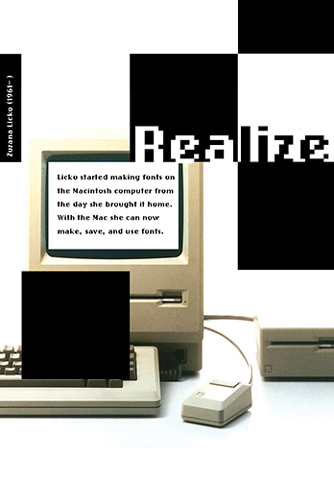 Zuzana Licko (1961– )
Realize
Licko started making fonts on
the Macintosh computer from
the day she brought it home.
With the Mac she can now
make, save, and use fonts.